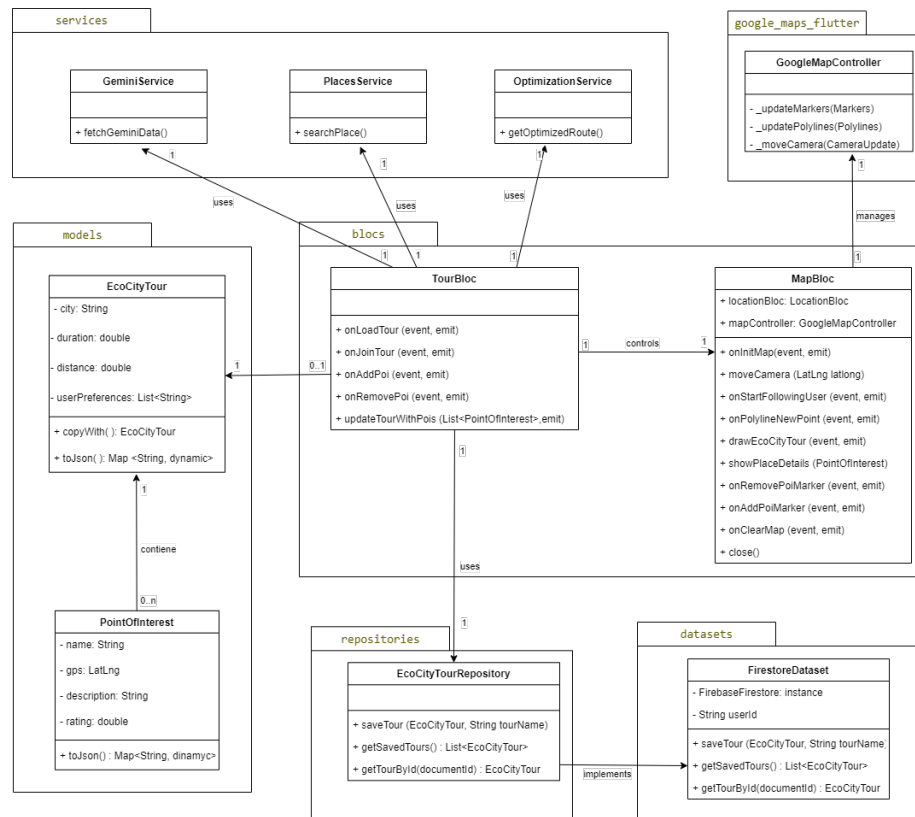 services
GeminiService
+ fetchGeminiData()
PlacesService
+ searchPlace()
OptimizationService
+ getOptimizedRoute()
google_maps_flutter
GoogleMapController
- _updateMarkers(Markers)
- _updatePolylines(Polylines)
- _moveCamera(CameraUpdate)
1
1
1
1
uses
uses
uses
manages
1
1
1
1
models
EcoCityTour
- city: String
- duration: double
- distance: double
- userPreferences: List<String>
+ copyWith( ): EcoCityTour
+ toJson( ): Map <String, dynamic>
1
contiene
0..n
PointOfInterest
- name: String
- gps: LatLng
- description: String
- rating: double
+ toJson() : Map<String, dinamyc>
blocs
TourBloc
+ onLoadTour (event, emit)
+ onJoinTour (event, emit)
+ onAddPoi (event, emit)
+ onRemovePoi (event, emit)
+ updateTourWithPois (List<PointOfInterest>,emit)
1
0..1
1
controls
1
MapBloc
+ locationBloc: LocationBloc
+ mapController: GoogleMapController
+ onInitMap(event, emit)
+ moveCamera (LatLng latlong)
+ onStartFollowingUser (event, emit)
+ onPolylineNewPoint (event, emit)
+ drawEcoCityTour (event, emit)
+ showPlaceDetails (PointOfInterest)
+ onRemovePoiMarker (event, emit)
+ onAddPoiMarker (event, emit)
+ onClearMap (event, emit)
+ close()
1
uses
1
repositories
EcoCityTourRepository
+ saveTour (EcoCityTour, String tourName)
+ getSavedTours() : List<EcoCityTour>
+ getTourById(documentId) : EcoCityTour
implements
datasets
FirestoreDataset
- FirebaseFirestore: instance
- String userId
+ saveTour (EcoCityTour, String tourName)
+ getSavedTours() : List<EcoCityTour>
+ getTourById(documentId) : EcoCityTour